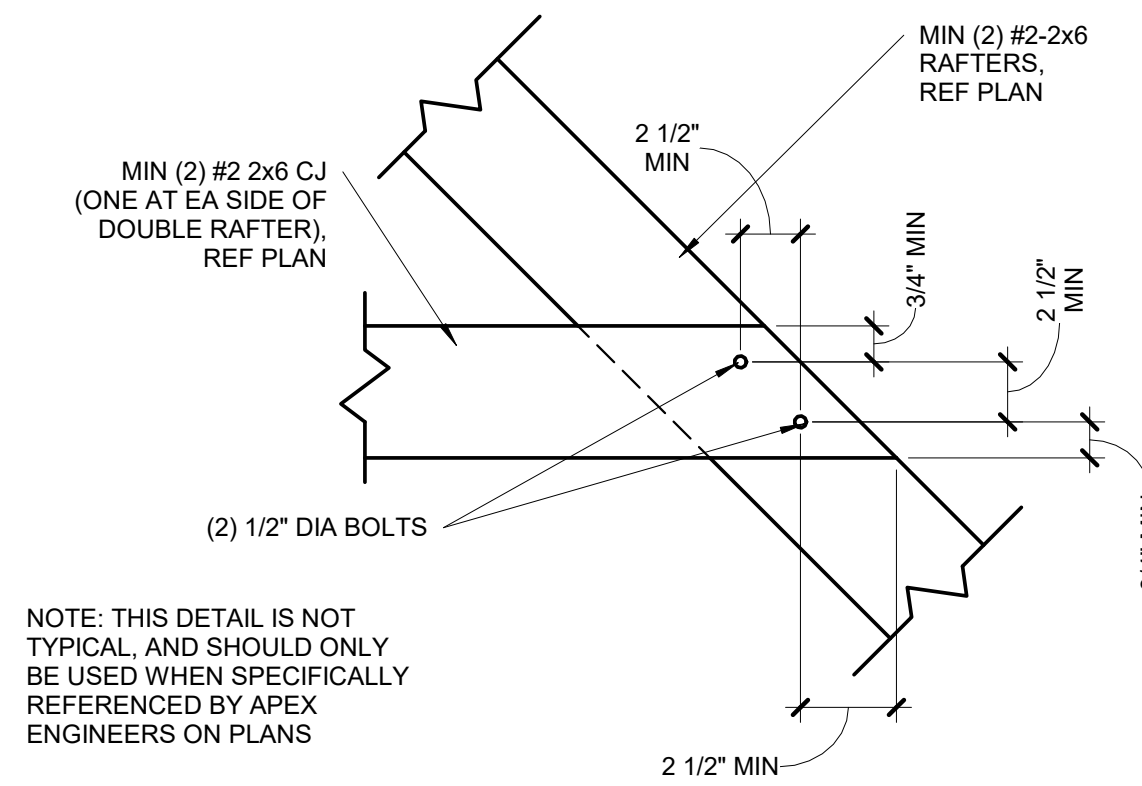 MIN (2) #2-2x6
RAFTERS,
REF PLAN
2 1/2"
MIN
MIN (2) #2 2x6 CJ
(ONE AT EA SIDE OF
DOUBLE RAFTER),
REF PLAN
3/4" MIN
2 1/2"
MIN
(2) 1/2" DIA BOLTS
NOTE: THIS DETAIL IS NOT
TYPICAL, AND SHOULD ONLY
BE USED WHEN SPECIFICALLY
REFERENCED BY APEX
ENGINEERS ON PLANS
2 1/2" MIN